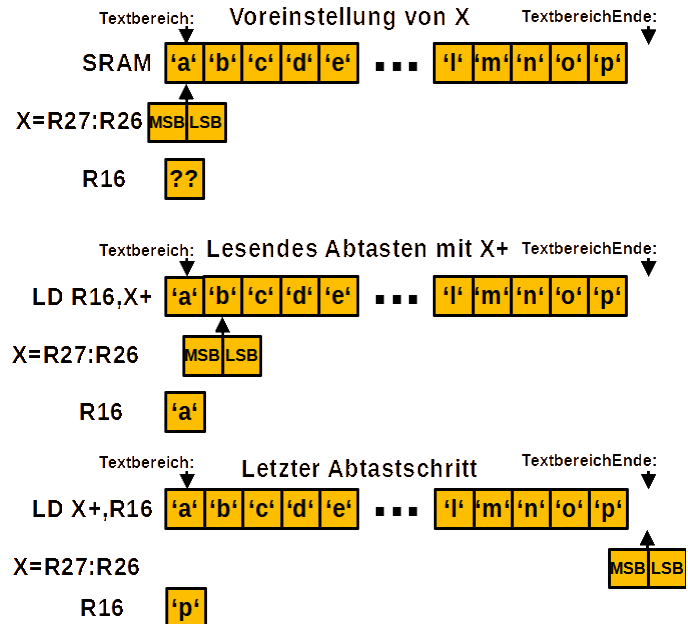 Textbereich: Voreinstellung von X TextbereichEnde:
SRAM ‘a‘ ‘b‘ ‘c‘ ‘d‘ ‘e‘ ... ‘l‘ ‘m‘ ‘n‘ ‘o‘ ‘p‘
X=R27:R26 MSB LSB
R16 ??
Textbereich: Lesendes Abtasten mit X+ TextbereichEnde:
LD R16,X+ ‘a‘ ‘b‘ ‘c‘ ‘d‘ ‘e‘ ... ‘l‘ ‘m‘ ‘n‘ ‘o‘ ‘p‘
X=R27:R26 MSB LSB
R16 ‘a‘
Textbereich: Letzter Abtastschritt TextbereichEnde:
LD X+,R16 ‘a‘ ‘b‘ ‘c‘ ‘d‘ ‘e‘ ... ‘l‘ ‘m‘ ‘n‘ ‘o‘ ‘p‘
X=R27:R26 MSB LSB
R16 ‘p‘